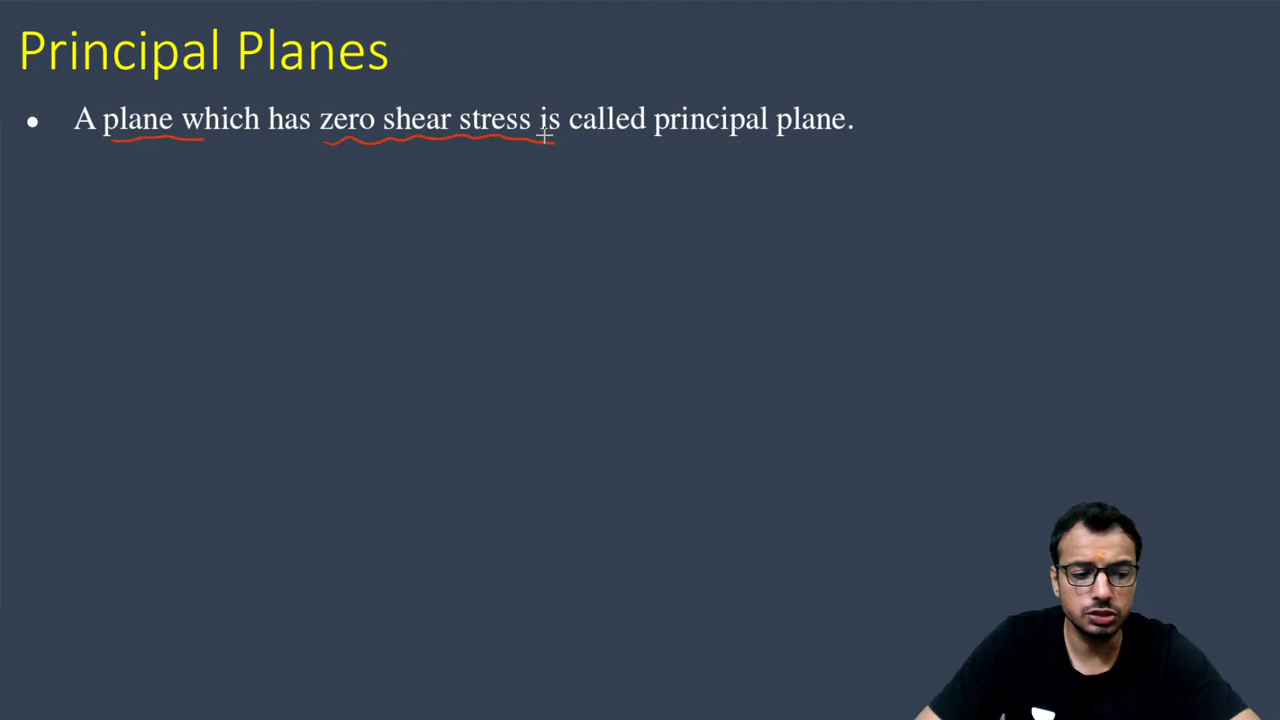 Principal Planes
• A plane which has zero shear stress is called principal plane.